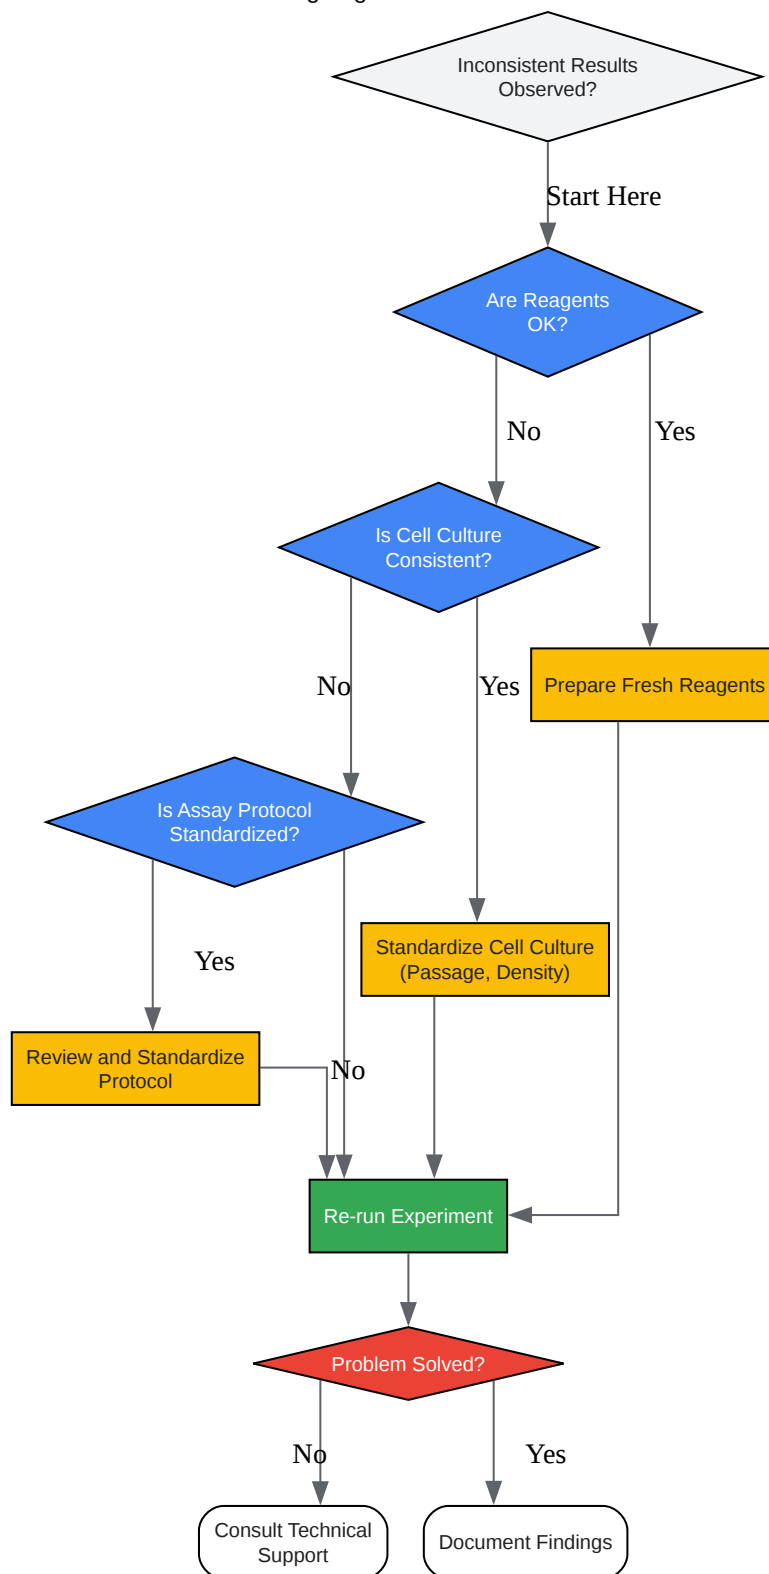 Inconsistent Results
Observed?
Start Here
Are Reagents
OK?
No
Yes
Is Cell Culture
Consistent?
No
Yes
Prepare Fresh Reagents
Is Assay Protocol
Standardized?
Yes
Standardize Cell Culture
(Passage, Density)
Review and Standardize
Protocol
No
Re-run Experiment
Problem Solved?
No
Yes
Consult Technical
Support
Document Findings